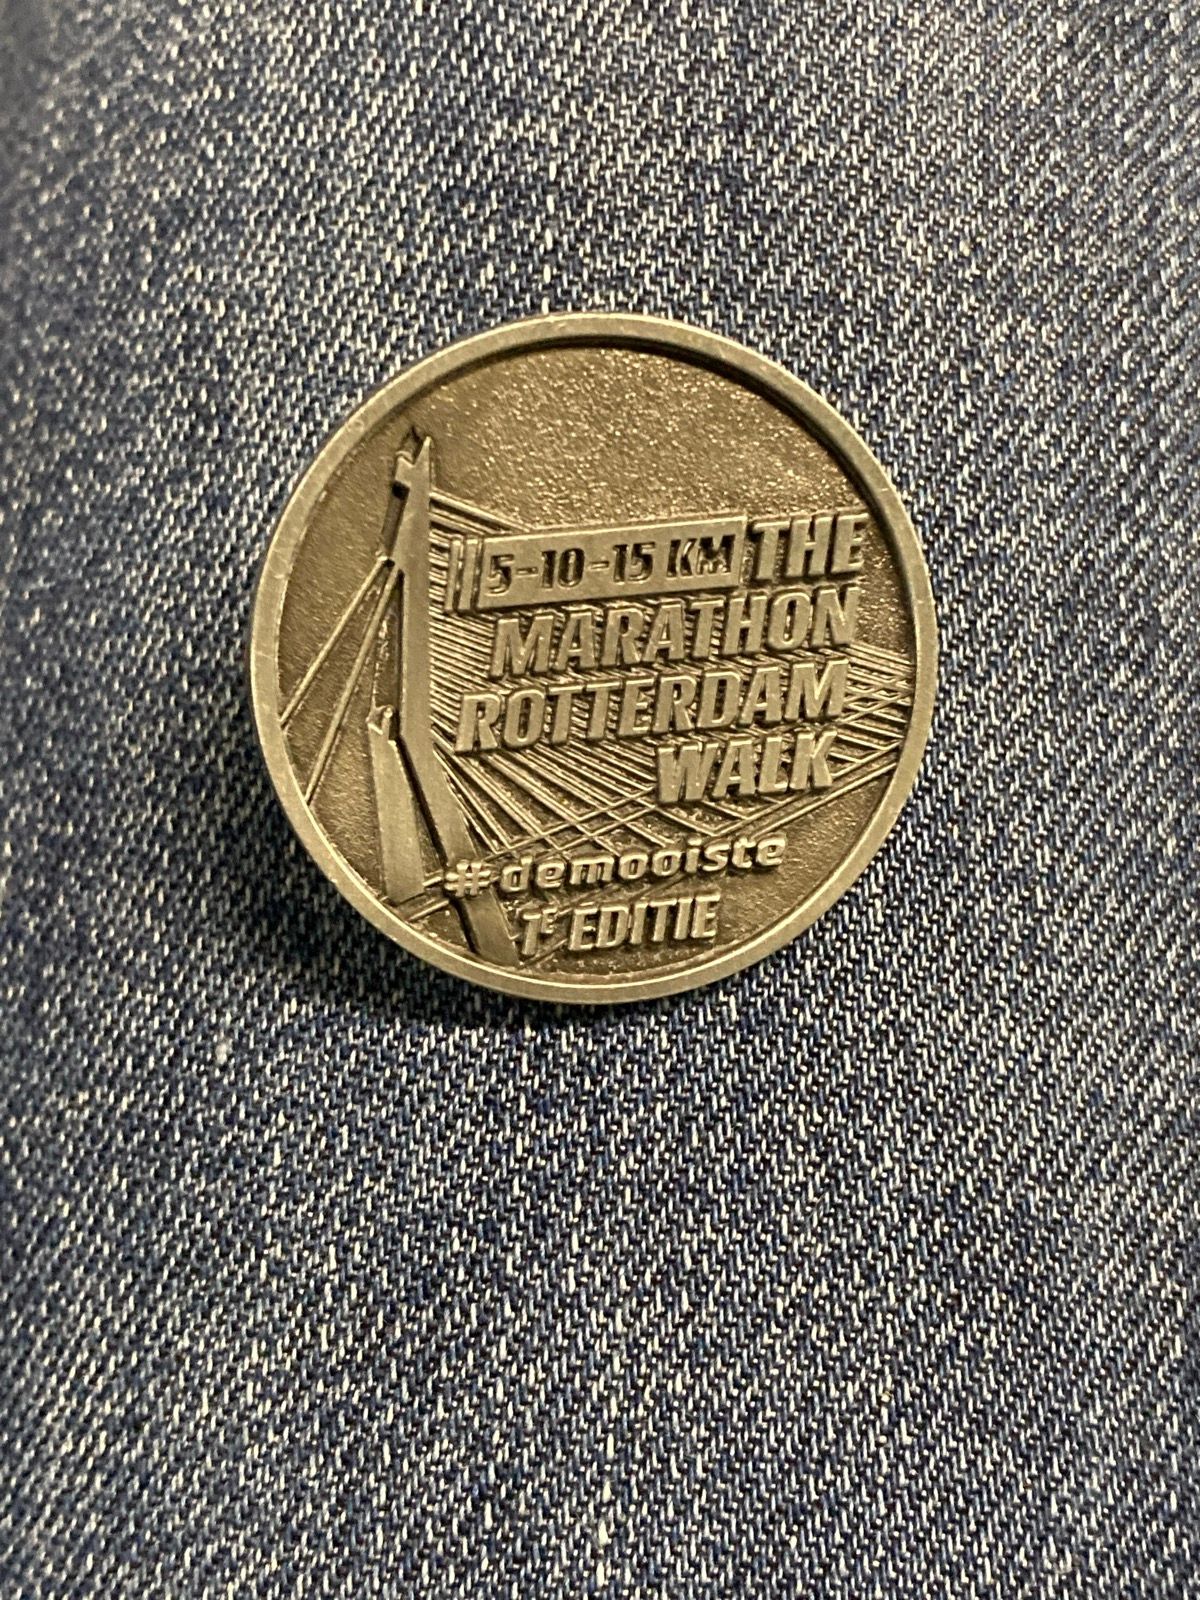 5-10-15 KM THE
MARATHON
ROTTERDAM
WALK
#demooiste
1E EDITIE